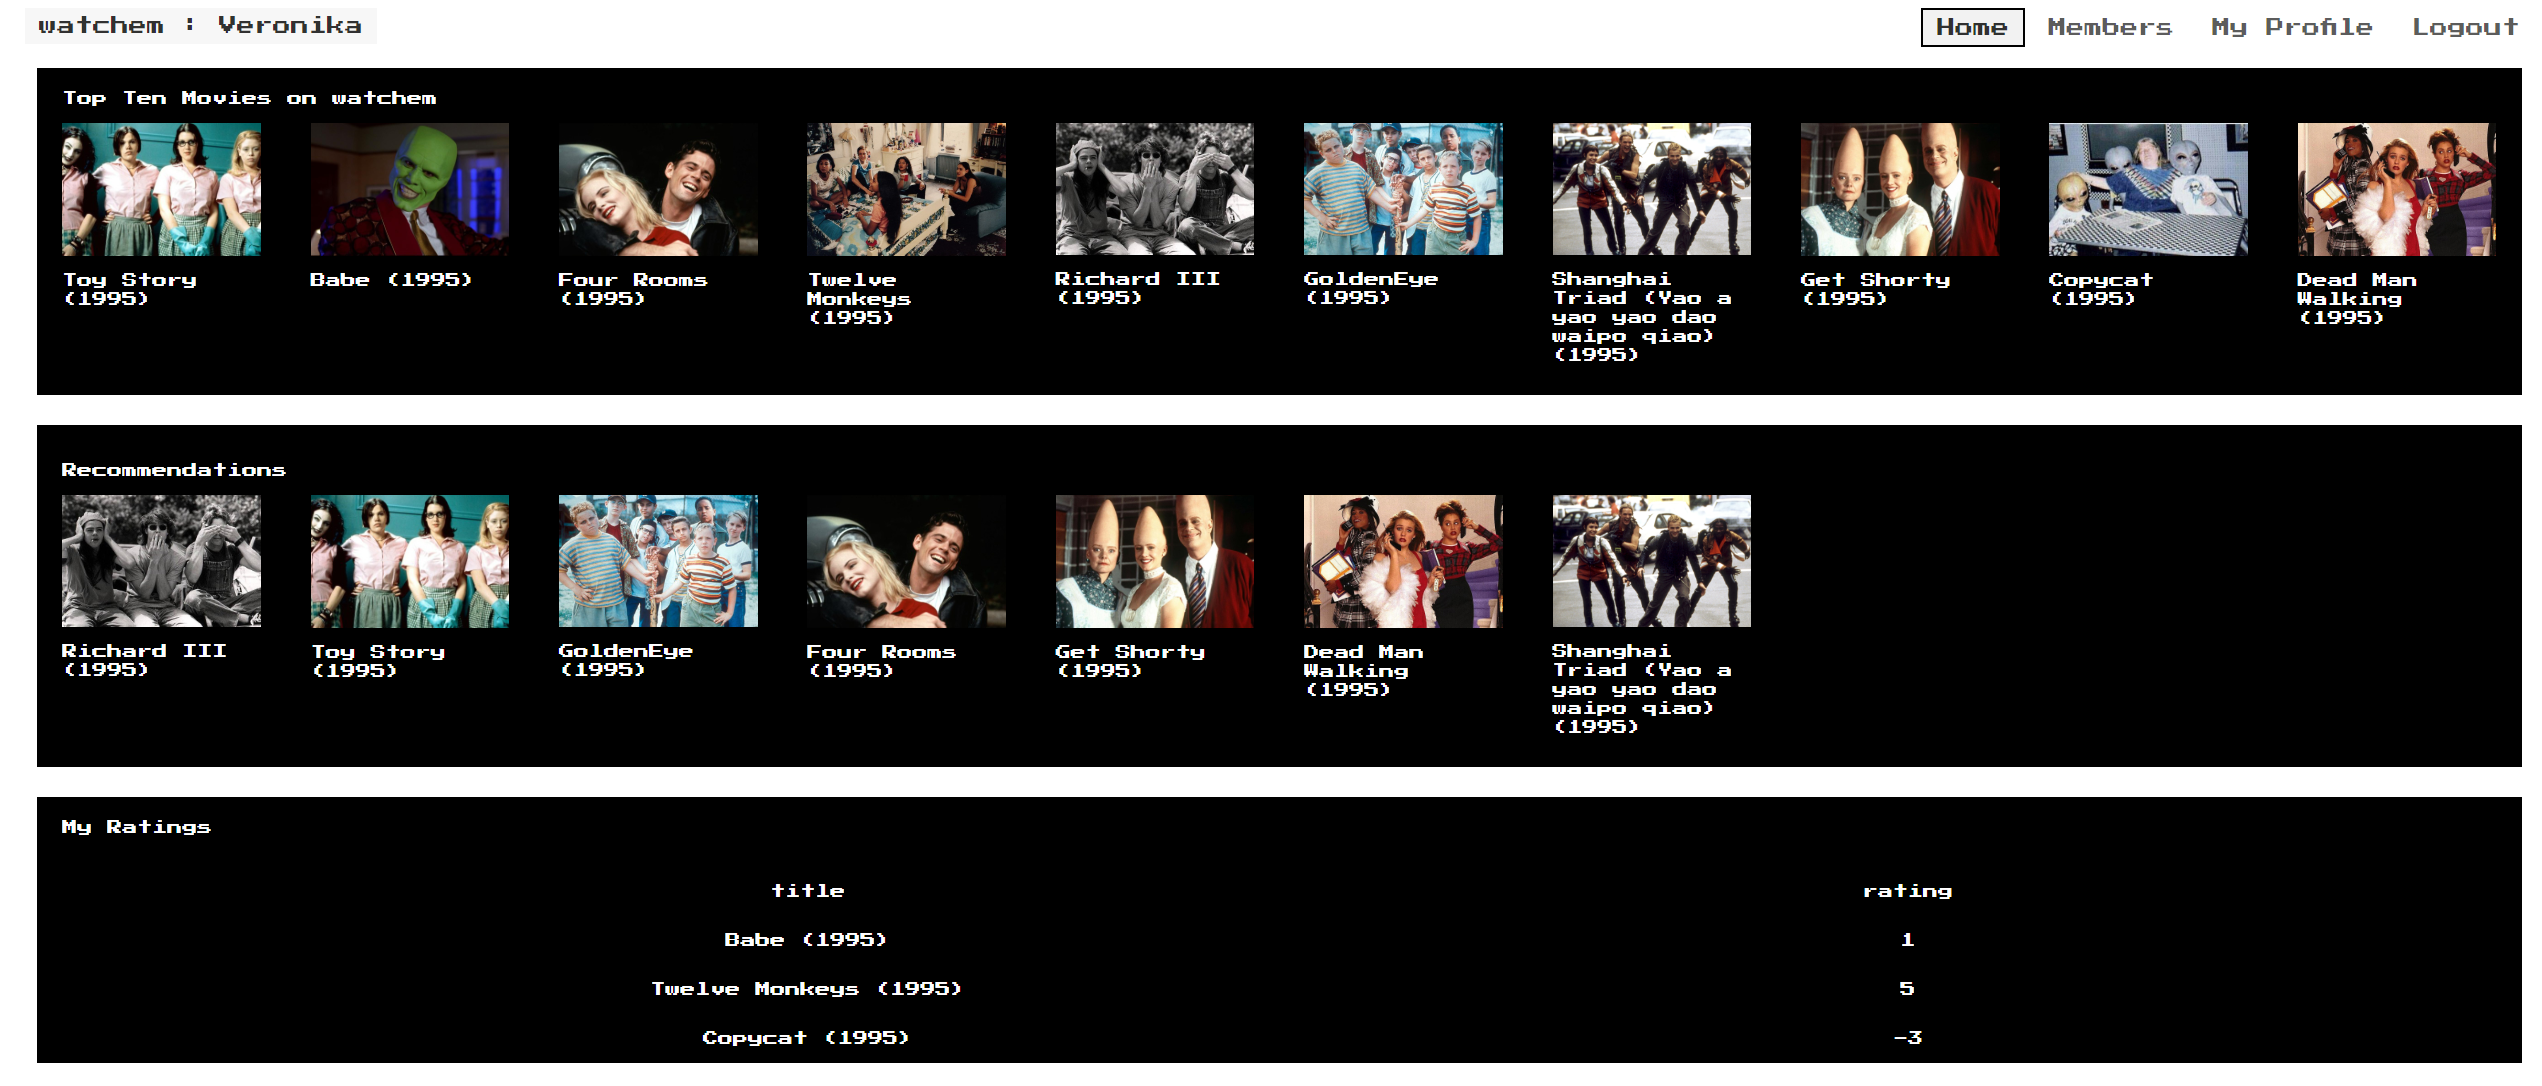 watchem : Veronika
Home Members My Profile Logout
Top Ten Movies on watchem
Toy Story
(1995)
Babe (1995)
Four Rooms
(1995)
Twelve
Monkeys
(1995)
Richard III
(1995)
GoldenEye
(1995)
Shanghai
Triad (Yao a
yao yao dao
waipo qiao)
(1995)
Get Shorty
(1995)
Copycat
(1995)
Dead Man
Walking
(1995)
Recommendations
Richard III
(1995)
Toy Story
(1995)
GoldenEye
(1995)
Four Rooms
(1995)
Get Shorty
(1995)
Dead Man
Walking
(1995)
Shanghai
Triad (Yao a
yao yao dao
waipo qiao)
(1995)
My Ratings
title rating
Babe (1995) 1
Twelve Monkeys (1995) 5
Copycat (1995) -3